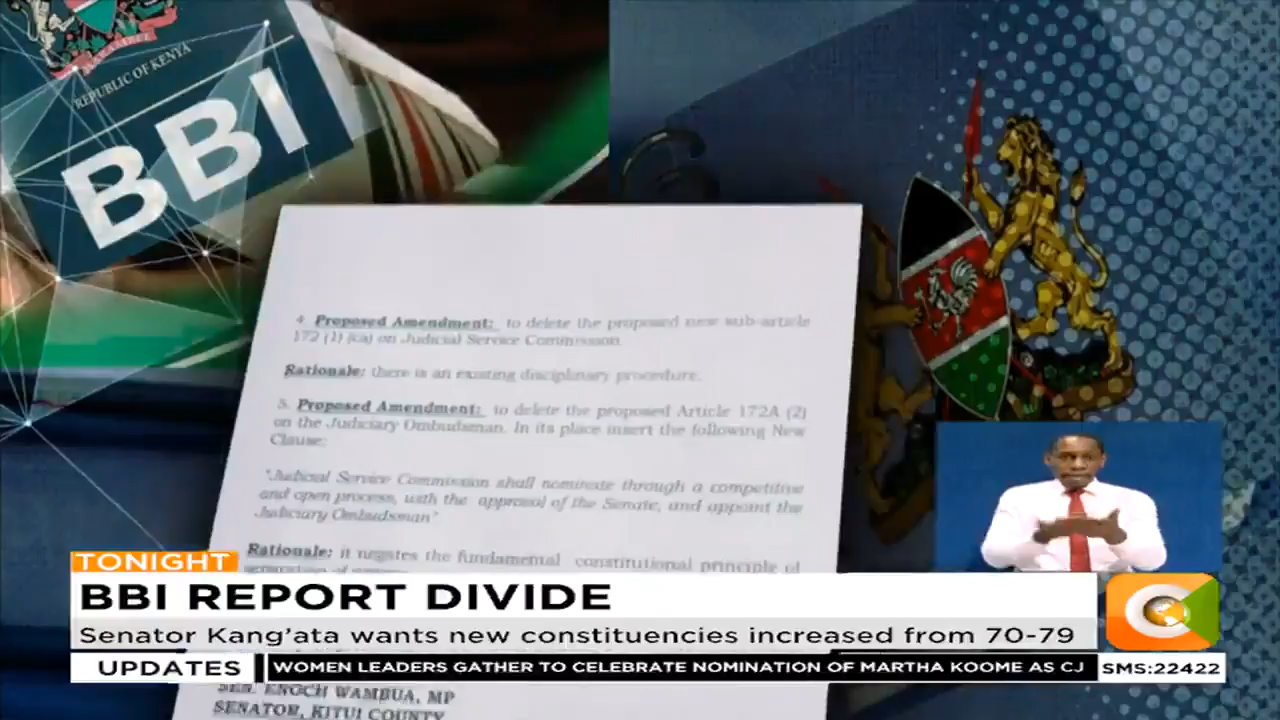 REPUBLIC OF KENYA
BBI
4. Proposed Amendment: to delete the proposed new sub-article
172 (1) (ca) on Judicial Service Commission.
Rationale: there is an existing disciplinary procedure.
5. Proposed Amendment: to delete the proposed Article 172A (2)
on the Judiciary Ombudsman. In its place insert the following New
Clause:
"Judicial Service Commission shall nominate through a competitive
and open process, with the approval of the Senate, and appoint the
Judiciary Ombudsman"
Rationale: it negates the fundamental constitutional principle of
TONIGHT
BBI REPORT DIVIDE
Senator Kang'ata wants new constituencies increased from 70-79
UPDATES
WOMEN LEADERS GATHER TO CELEBRATE NOMINATION OF MARTHA KOOME AS CJ
SMS:22422
SEN. ENOCH WAMBUA, MP
SENATOR, KITUI COUNTY